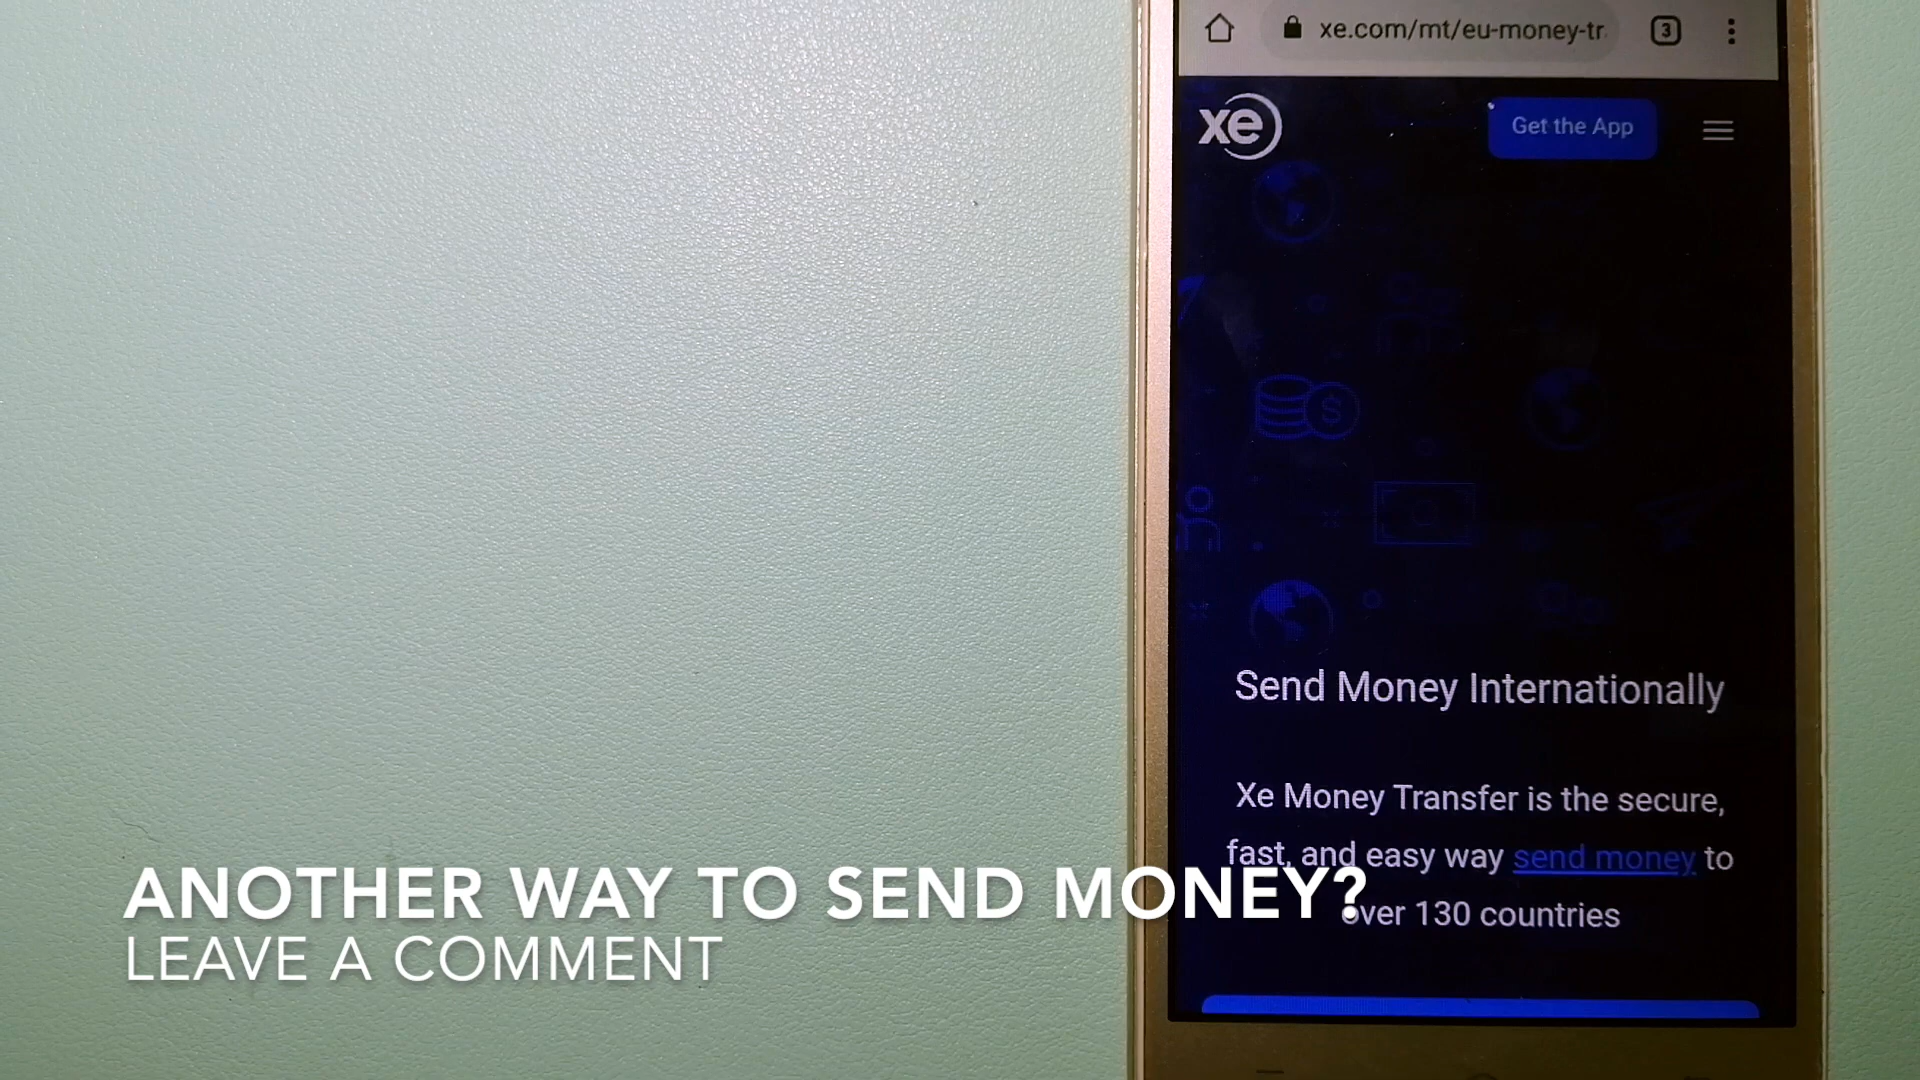 xe.com/mt/eu-money-tr
3
xe
Get the App
$
Send Money Internationally
Xe Money Transfer is the secure,
fast, and easy way send money to
over 130 countries
ANOTHER WAY TO SEND MONEY?
LEAVE A COMMENT